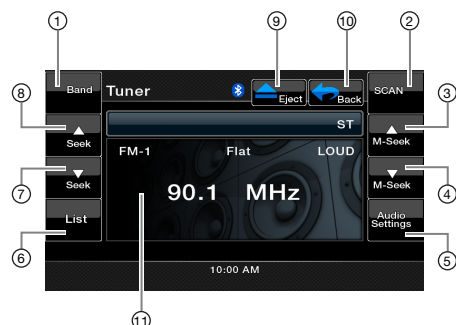 ① ⑨ ⑩ ②
Band Tuner Eject Back SCAN
⑧ ST ③
Seek FM-1 Flat LOUD M-Seek
⑦ 90.1 MHz ④
Seek M-Seek
List Audio Settings
⑥ ⑤
10:00 AM
⑪